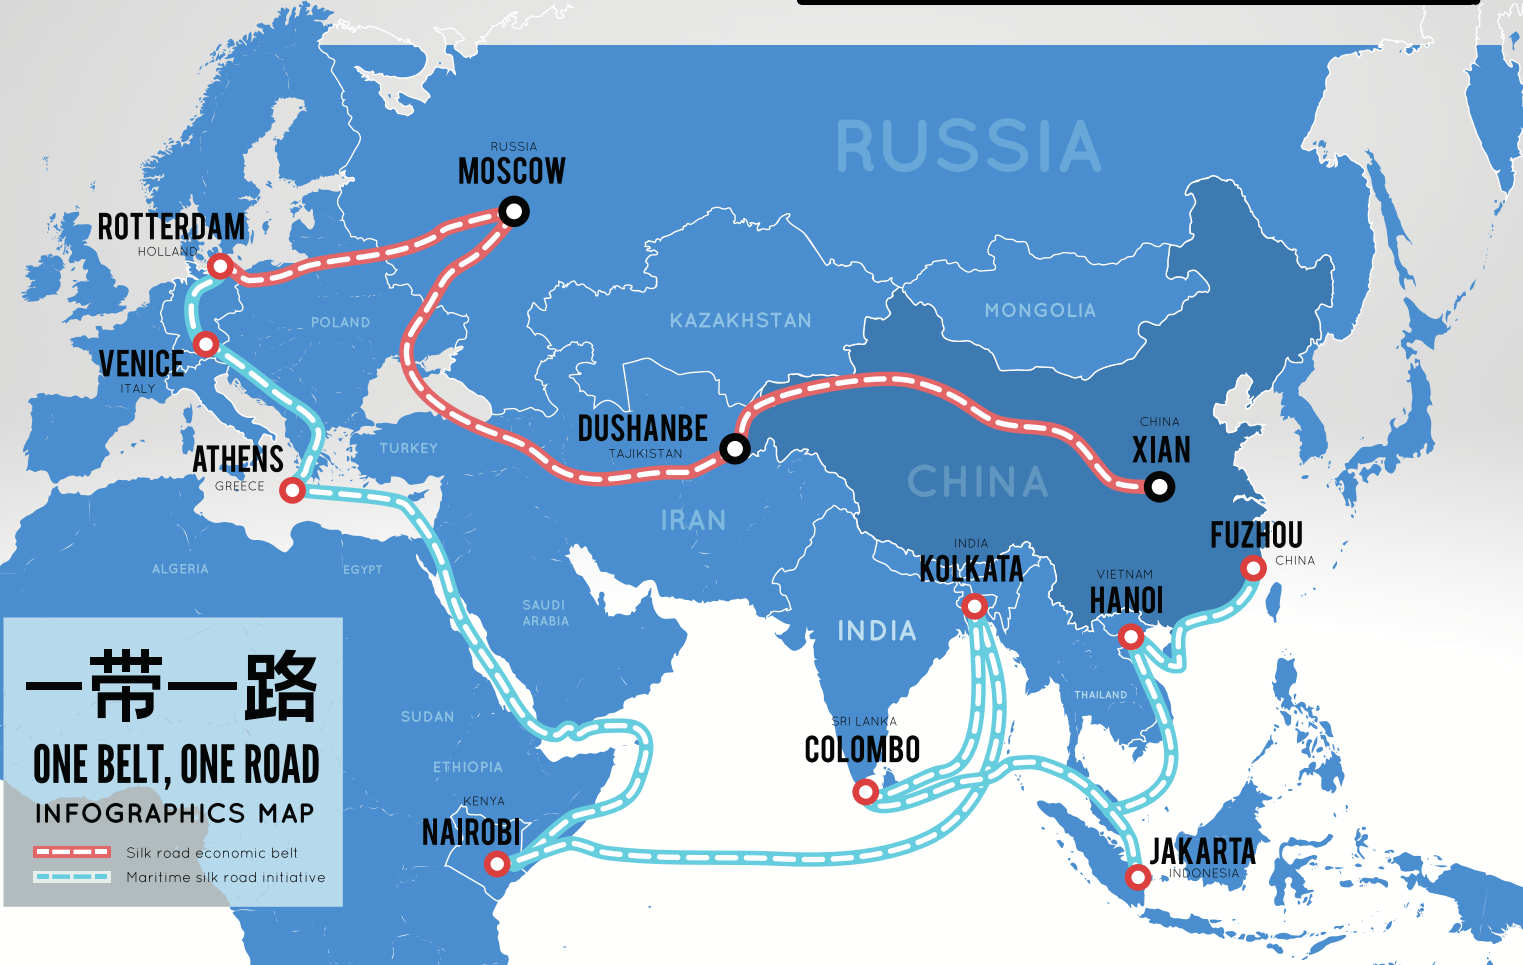 RUSSIA
RUSSIA
MOSCOW
ROTTERDAM
HOLLAND
POLAND
KAZAKHSTAN
MONGOLIA
VENICE
ITALY
DUSHANBE
TAJIKISTAN
CHINA
XIAN
TURKEY
ATHENS
GREECE
CHINA
IRAN
FUZHOU
CHINA
INDIA
KOLKATA
ALGERIA
EGYPT
VIETNAM
HANOI
SAUDI
ARABIA
INDIA
THAILAND
SUDAN
SRI LANKA
COLOMBO
ETHIOPIA
KENYA
NAIROBI
JAKARTA
INDONESIA
一带一路
ONE BELT, ONE ROAD
INFOGRAPHICS MAP
Silk road economic belt
Maritime silk road initiative